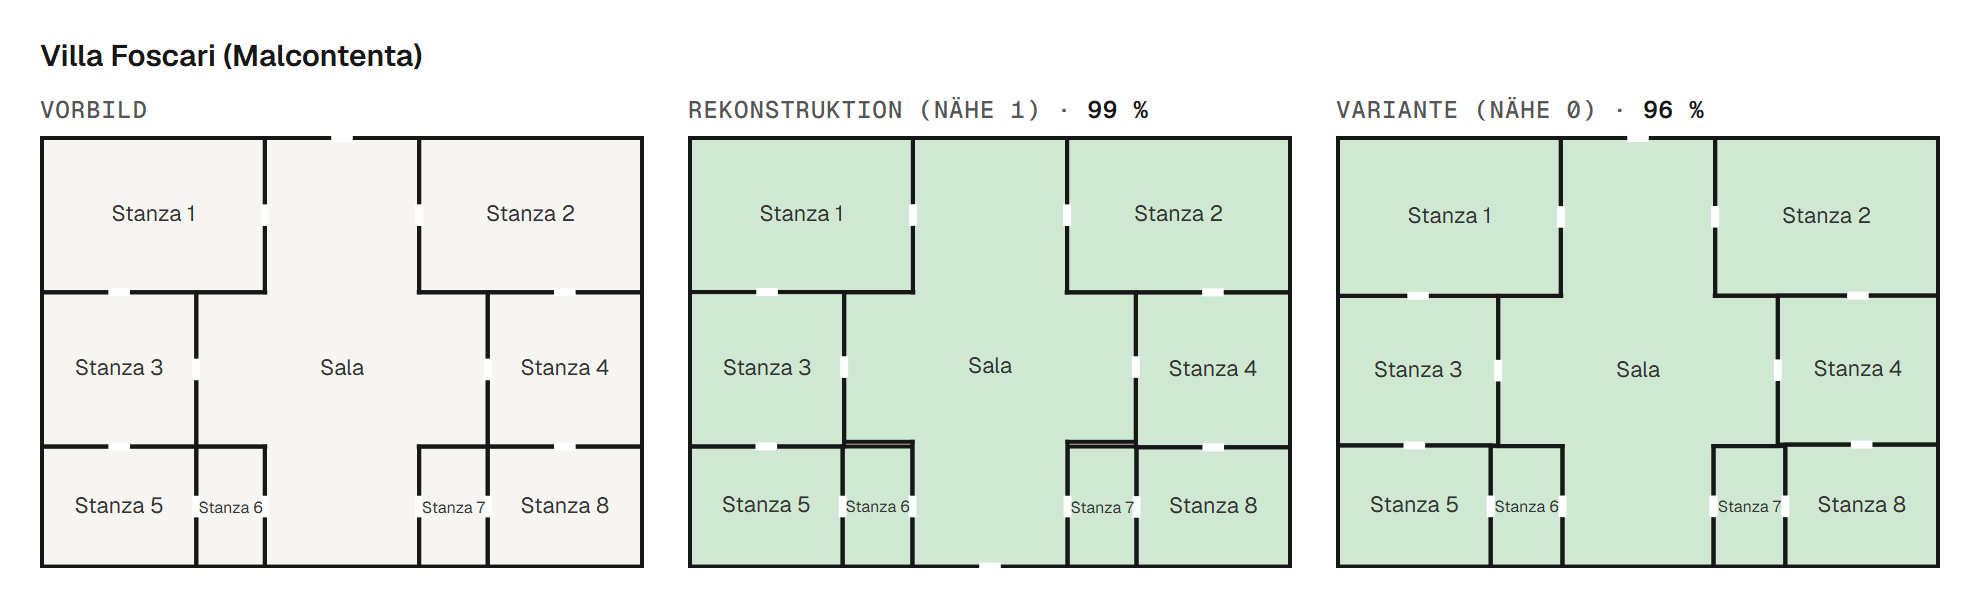 Villa Foscari (Malcontenta)
VORBILD
Stanza 1
Stanza 2
Stanza 3
Sala
Stanza 4
Stanza 5
Stanza 6
Stanza 7
Stanza 8
REKONSTRUKTION (NÄHE 1) · 99 %
Stanza 1
Stanza 2
Stanza 3
Sala
Stanza 4
Stanza 5
Stanza 6
Stanza 7
Stanza 8
VARIANTE (NÄHE 0) · 96 %
Stanza 1
Stanza 2
Stanza 3
Sala
Stanza 4
Stanza 5
Stanza 6
Stanza 7
Stanza 8